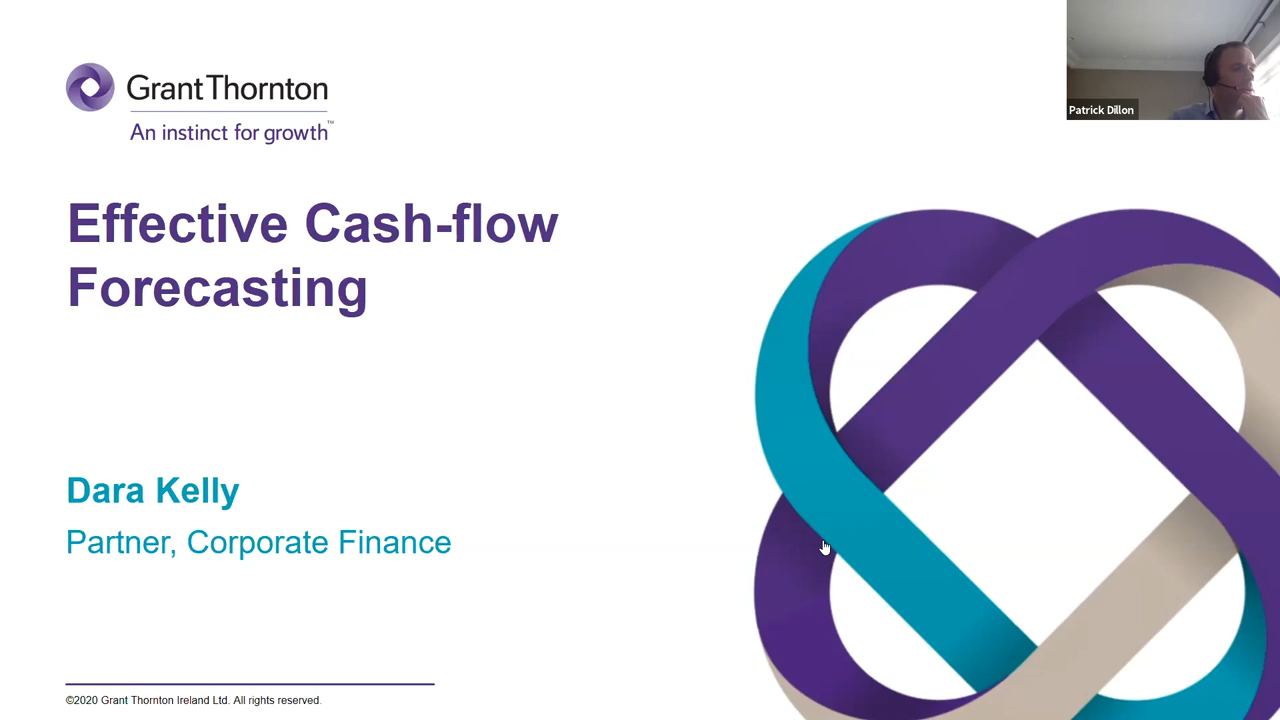 Grant Thornton
An instinct for growth™
Patrick Dillon
Effective Cash-flow
Forecasting
Dara Kelly
Partner, Corporate Finance
©2020 Grant Thornton Ireland Ltd. All rights reserved.